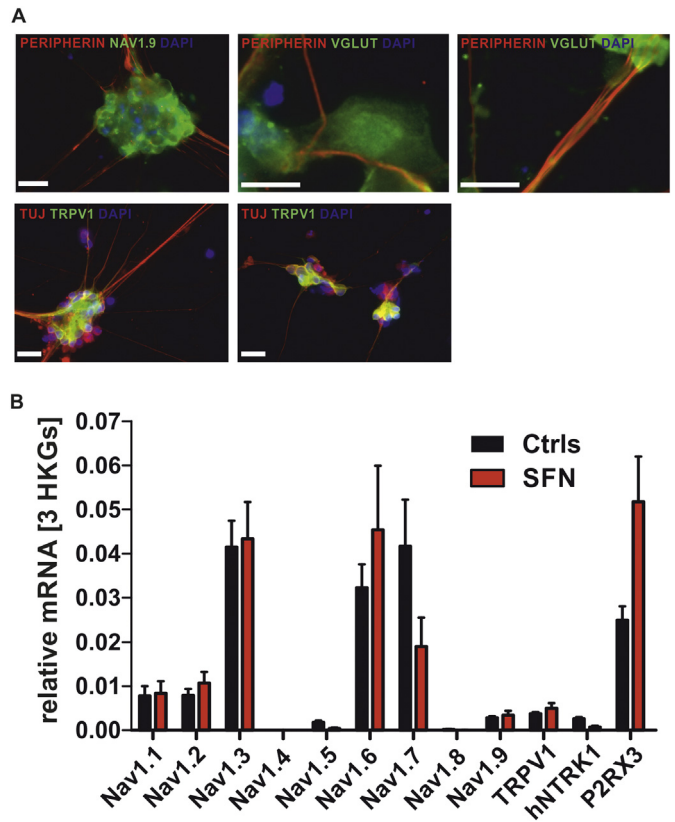 A
PERIPHERIN NAV1.9 DAPI
PERIPHERIN VGLUT DAPI
PERIPHERIN VGLUT DAPI
TUJ TRPV1 DAPI
TUJ TRPV1 DAPI
B
relative mRNA [3 HKGs]
0.07
0.06
0.05
0.04
0.03
0.02
0.01
0.00
Ctrls
SFN
Nav1.1
Nav1.2
Nav1.3
Nav1.4
Nav1.5
Nav1.6
Nav1.7
Nav1.8
Nav1.9
TRPV1
hNTRK1
P2RX3